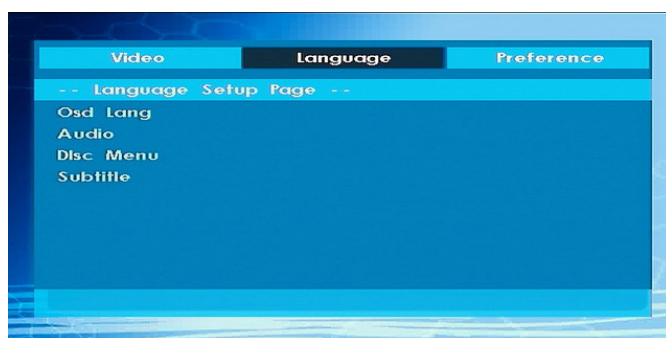 Video Language Preference
-- Language Setup Page --
Osd Lang
Audio
DIsc Menu
Subtitle